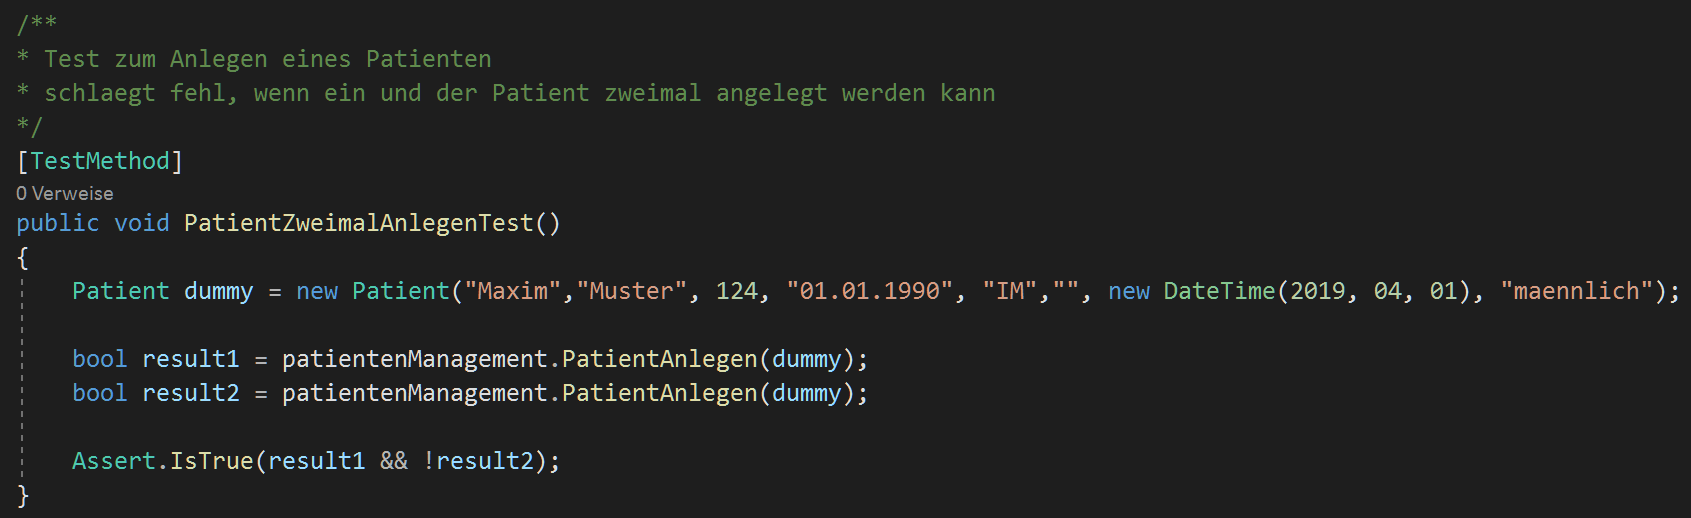 /**
* Test zum Anlegen eines Patienten
* schlaegt fehl, wenn ein und der Patient zweimal angelegt werden kann
*/
[TestMethod]
0 Verweise
public void PatientZweimalAnlegenTest()
{
    Patient dummy = new Patient("Maxim","Muster", 124, "01.01.1990", "IM","", new DateTime(2019, 04, 01), "maennlich");
    bool result1 = patientenManagement.PatientAnlegen(dummy);
    bool result2 = patientenManagement.PatientAnlegen(dummy);
    Assert.IsTrue(result1 && !result2);
}